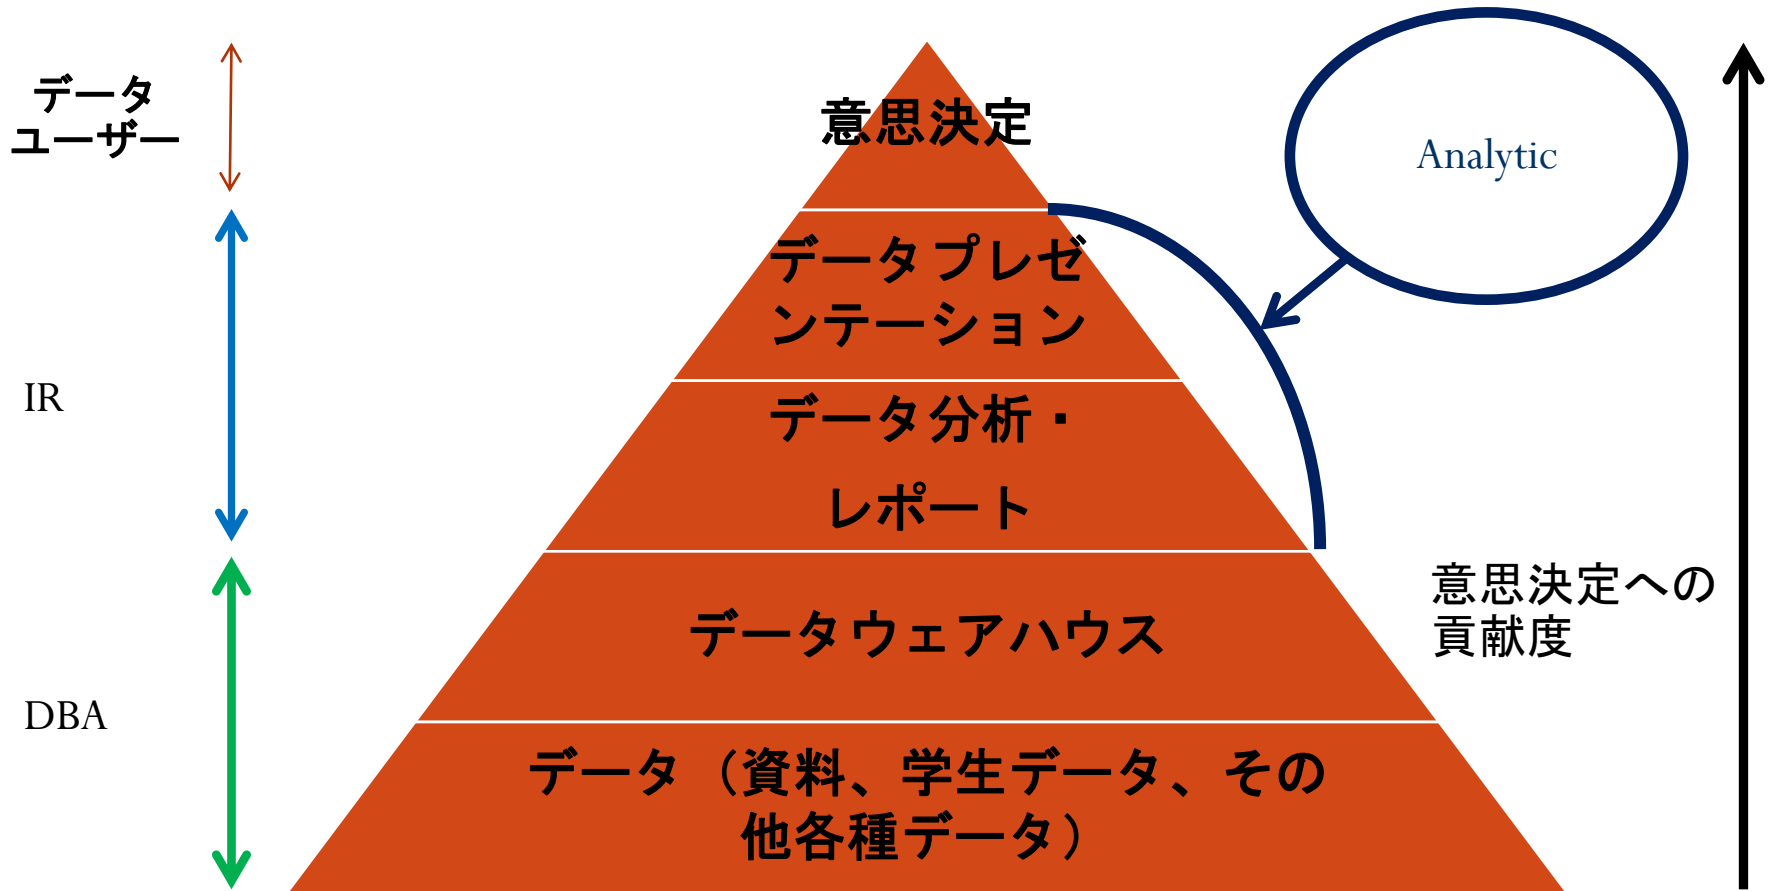 データ
ユーザー
意思決定
Analytic
データプレゼ
ンテーション
IR
データ分析・
レポート
意思決定への
貢献度
データウェアハウス
DBA
データ（資料、学生データ、その
他各種データ）